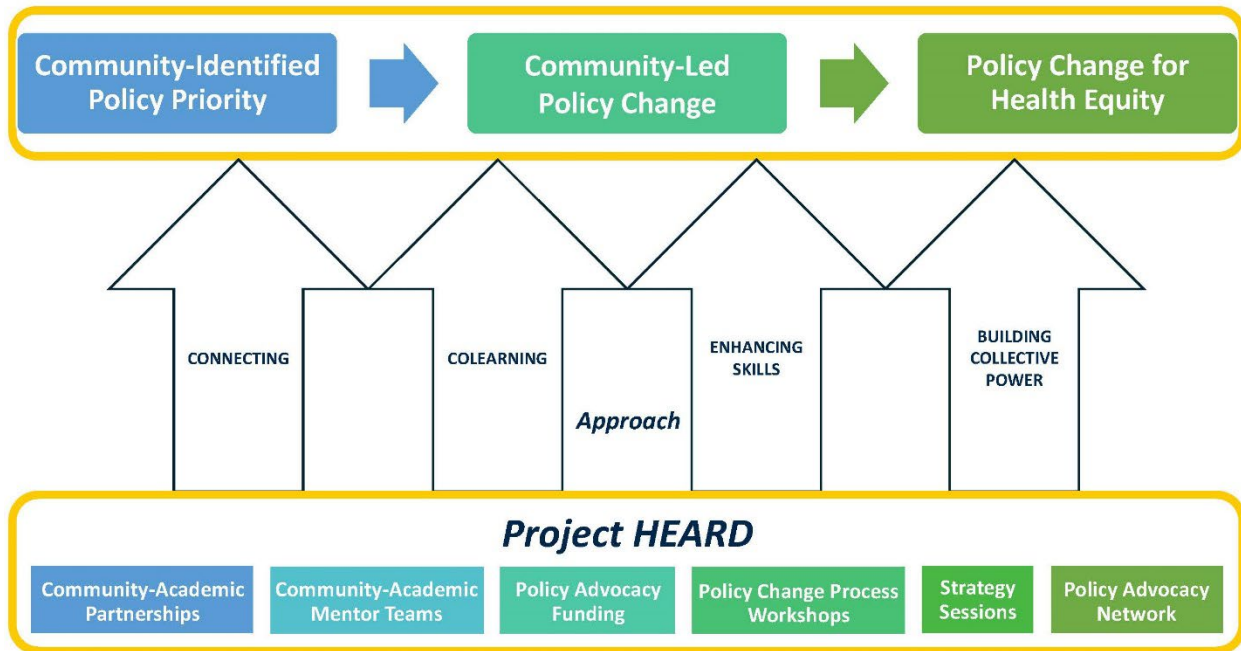 Community-Identified
Policy Priority
Community-Led
Policy Change
Policy Change for
Health Equity
CONNECTING
COLEARNING
ENHANCING
SKILLS
BUILDING
COLLECTIVE
POWER
Approach
Project HEARD
Community-Academic
Partnerships
Community-Academic
Mentor Teams
Policy Advocacy
Funding
Policy Change Process
Workshops
Strategy
Sessions
Policy Advocacy
Network